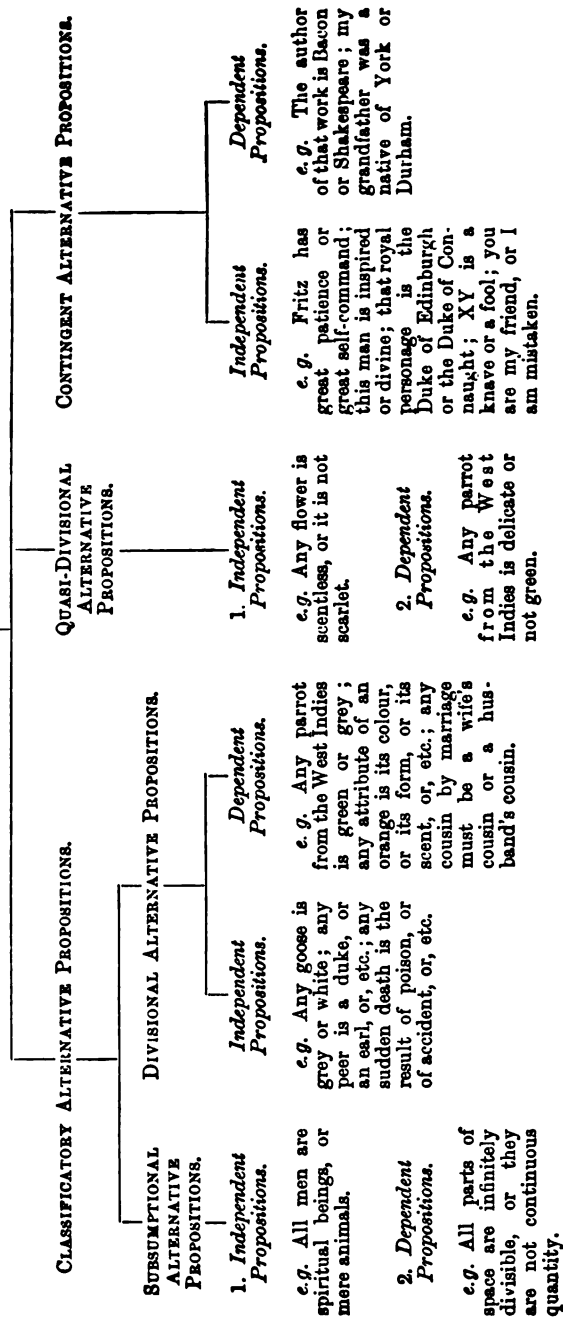 CLASSIFICATORY ALTERNATIVE PROPOSITIONS.
SUBSUMPTIONAL
ALTERNATIVE
PROPOSITIONS.
1. Independent
Propositions.
e.g. All men are
spiritual beings, or
mere animals.
2. Dependent
Propositions.
e.g. All parts of
space are infinitely
divisible, or they
are not continuous
quantity.
DIVISIONAL ALTERNATIVE PROPOSITIONS.
Independent
Propositions.
e.g. Any goose is
grey or white; any
peer is a duke, or
an earl, or, etc.; any
sudden death is the
result of poison, or
of accident, or, etc.
Dependent
Propositions.
e.g. Any parrot
from the West Indies
is green or grey;
any attribute of an
orange is its colour,
or its form, or its
scent, or, etc.; any
cousin by marriage
must be a wife's
cousin or a hus-
band's cousin.
QUASI-DIVISIONAL
ALTERNATIVE
PROPOSITIONS.
1. Independent
Propositions.
e.g. Any flower is
scentless, or it is not
scarlet.
2. Dependent
Propositions.
e.g. Any parrot
from the West
Indies is delicate or
not green.
CONTINGENT ALTERNATIVE PROPOSITIONS.
Independent
Propositions.
e.g. Fritz has
great patience or
great self-command;
this man is inspired
or divine; that royal
personage is the
Duke of Edinburgh
or the Duke of Con-
naught; XY is a
knave or a fool; you
are my friend, or I
am mistaken.
Dependent
Propositions.
e.g. The author
of that work is Bacon
or Shakespeare; my
grandfather was a
native of York or
Durham.